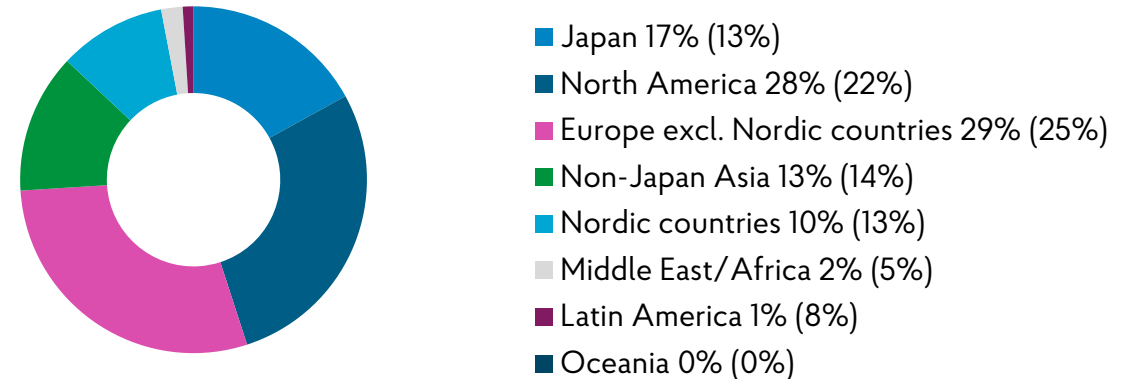 Japan 17% (13%)
North America 28% (22%)
Europe excl. Nordic countries 29% (25%)
Non-Japan Asia 13% (14%)
Nordic countries 10% (13%)
Middle East/Africa 2% (5%)
Latin America 1% (8%)
Oceania 0% (0%)